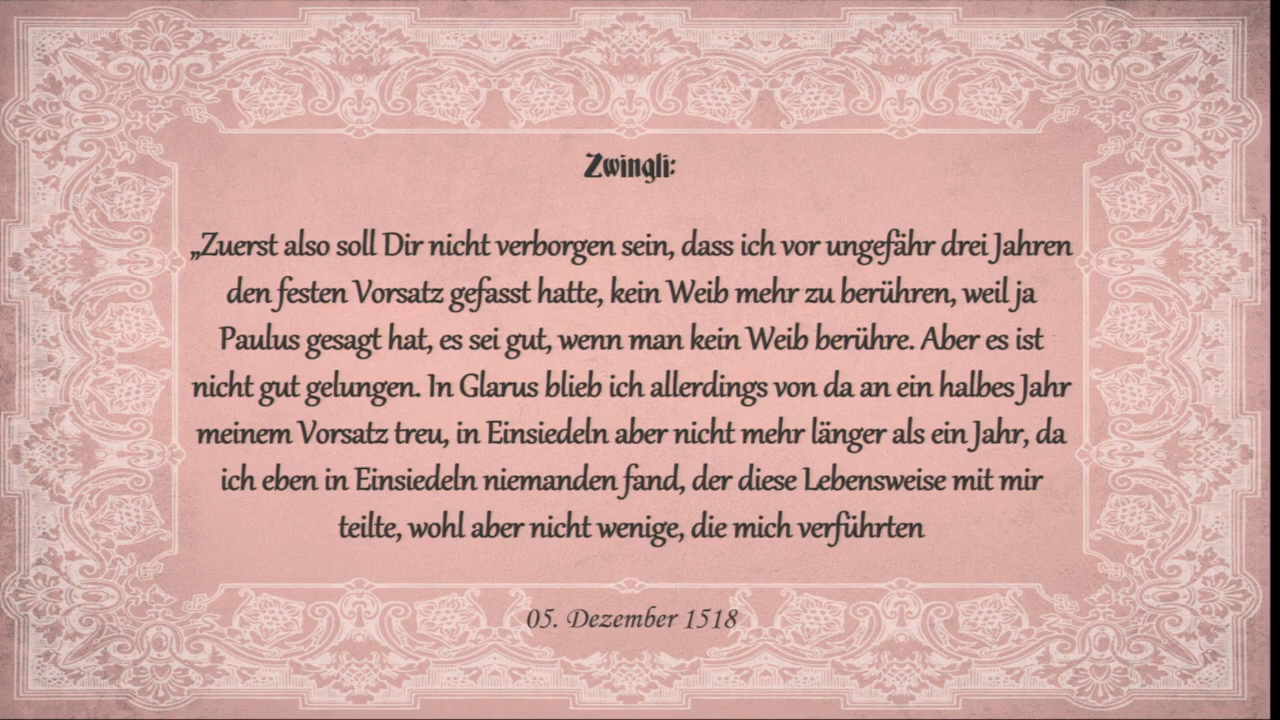 Zwingli:
„Zuerst also soll Dir nicht verborgen sein, dass ich vor ungefähr drei Jahren
den festen Vorsatz gefasst hatte, kein Weib mehr zu berühren, weil ja
Paulus gesagt hat, es sei gut, wenn man kein Weib berühre. Aber es ist
nicht gut gelungen. In Glarus blieb ich allerdings von da an ein halbes Jahr
meinem Vorsatz treu, in Einsiedeln aber nicht mehr länger als ein Jahr, da
ich eben in Einsiedeln niemanden fand, der diese Lebensweise mit mir
teilte, wohl aber nicht wenige, die mich verführten
05. Dezember 1518